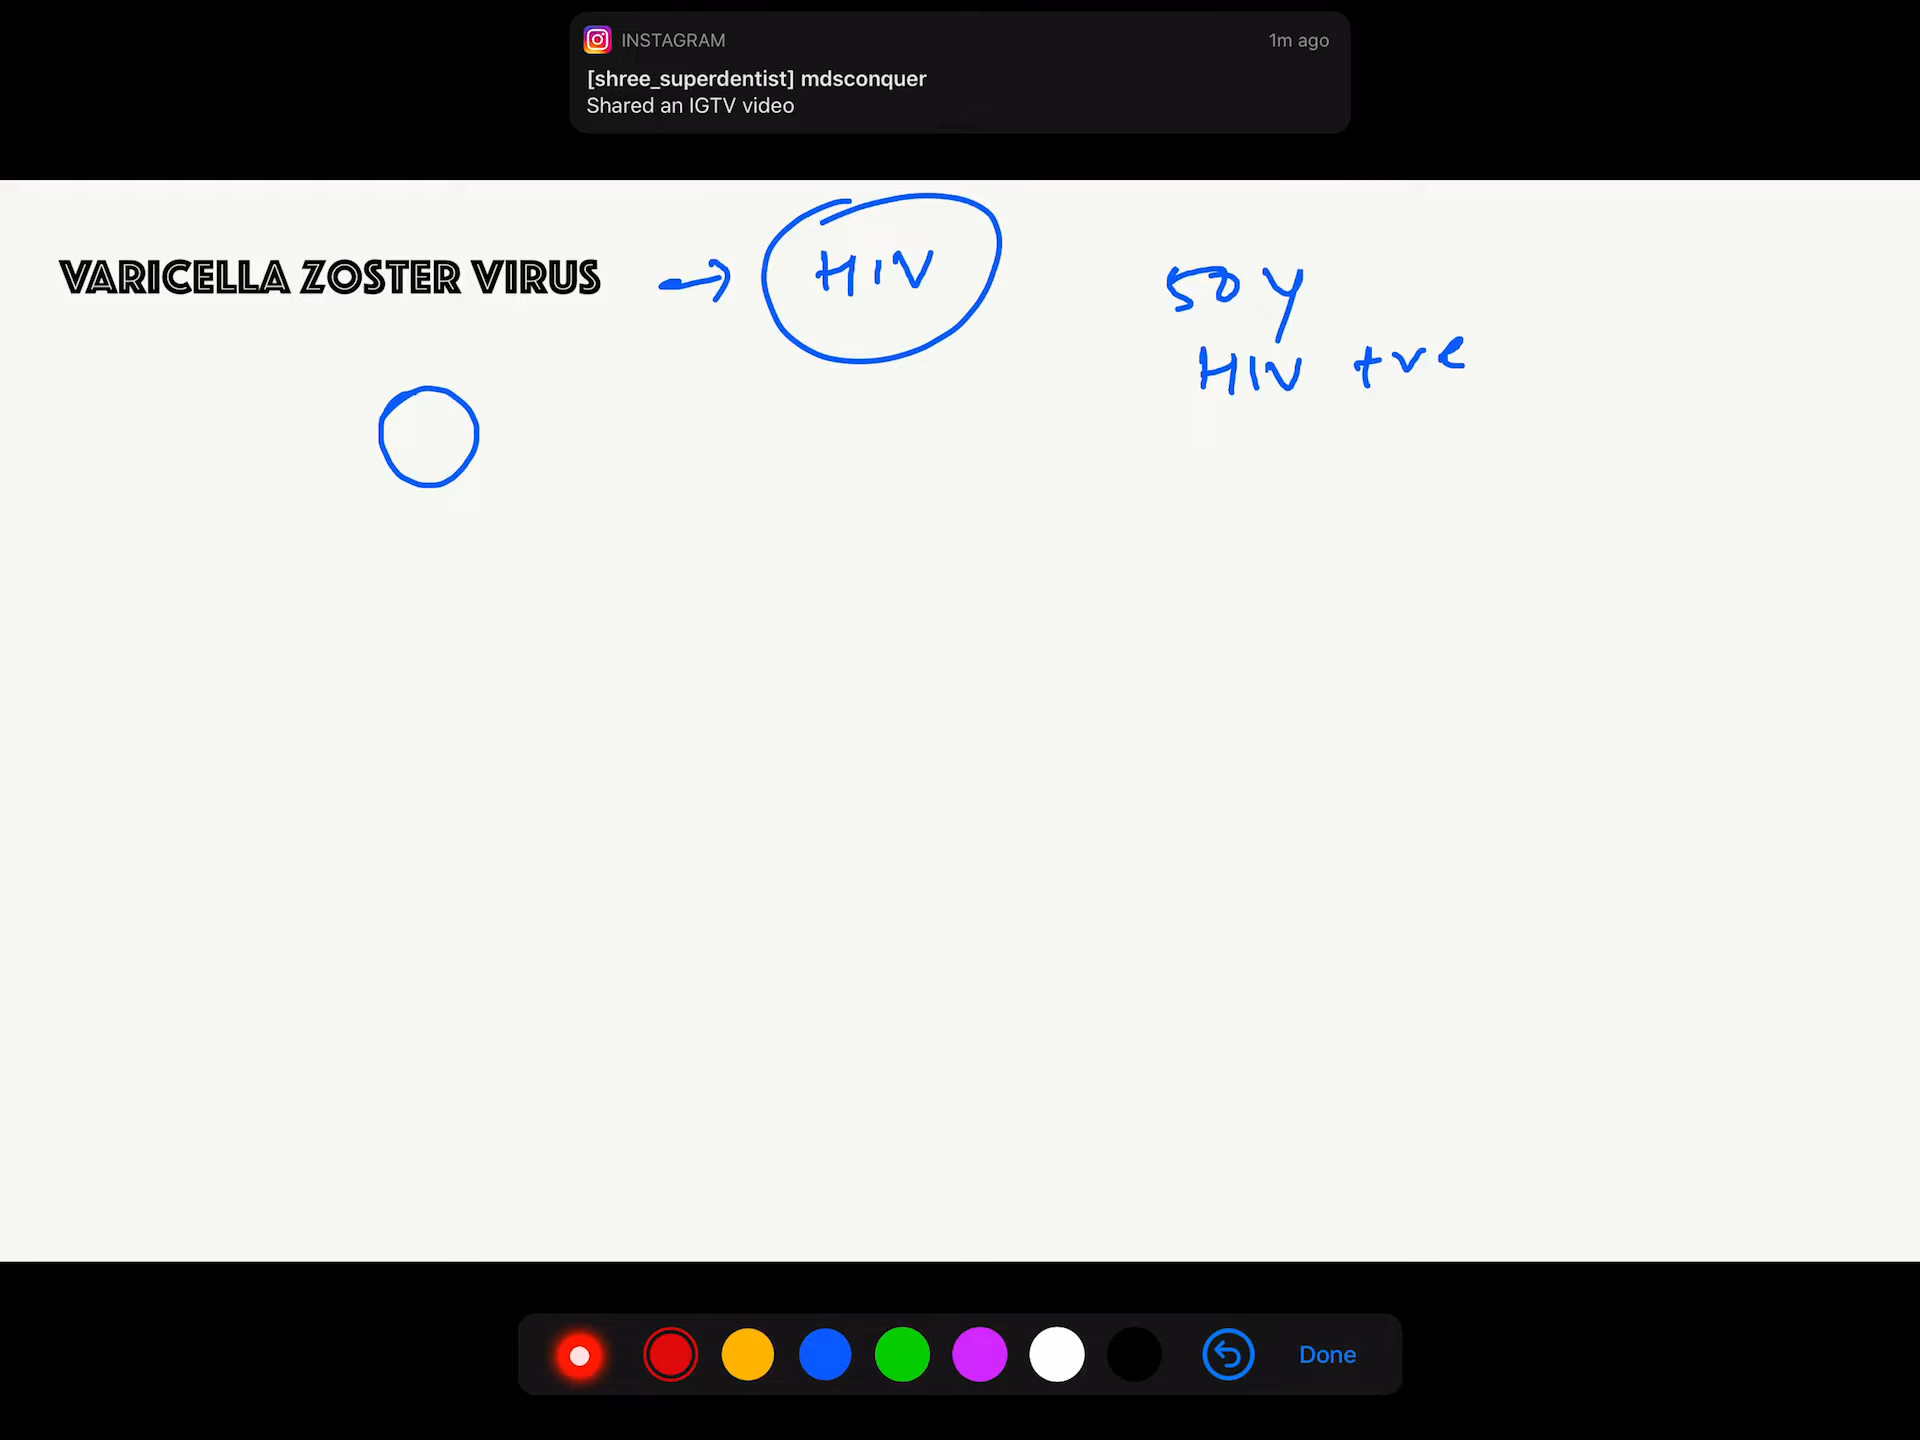 INSTAGRAM 1m ago
[shree_superdentist] mdsconquer
Shared an IGTV video
VARICELLA ZOSTER VIRUS → HIV
50 y
HIV +ve
Done